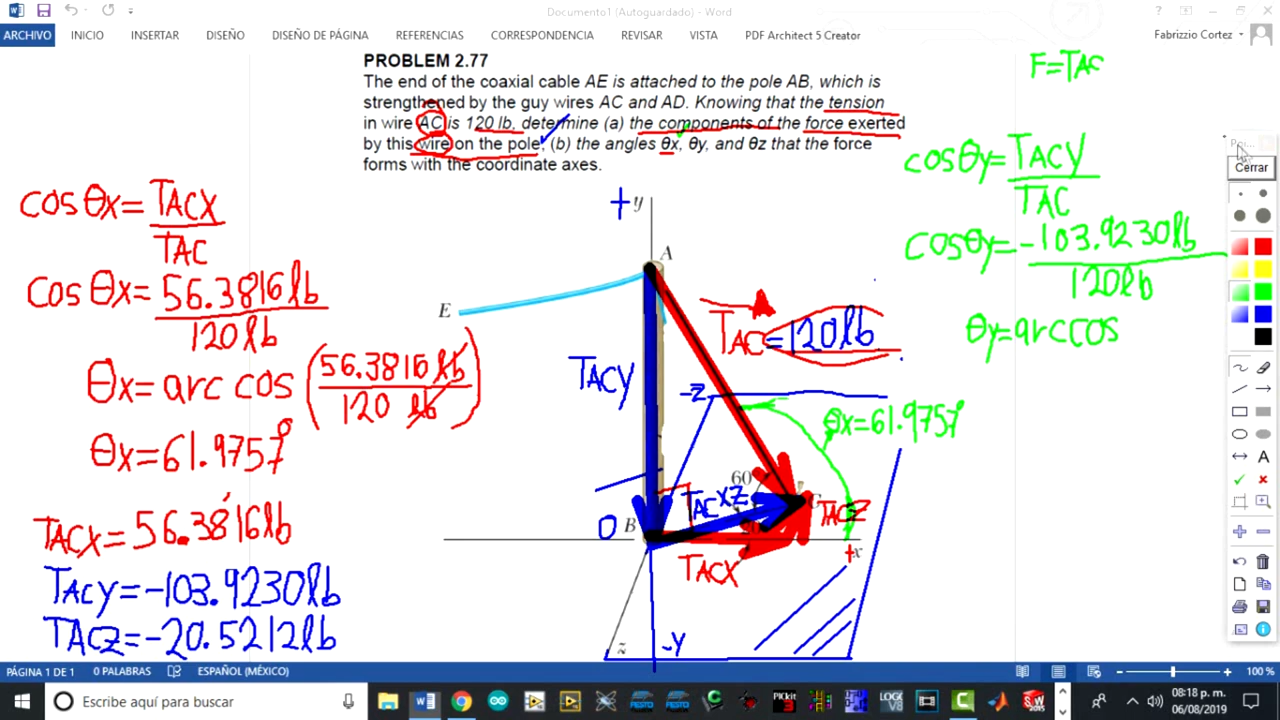 Documento1 (Autoguardado) - Word
ARCHIVO INICIO INSERTAR DISEÑO DISEÑO DE PÁGINA REFERENCIAS CORRESPONDENCIA REVISAR VISTA PDF Architect 5 Creator
Fabrizzio Cortez
PROBLEM 2.77
The end of the coaxial cable AE is attached to the pole AB, which is
strengthened by the guy wires AC and AD. Knowing that the tension
in wire AC is 120 lb, determine (a) the components of the force exerted
by this wire on the pole, (b) the angles θx, θy, and θz that the force
forms with the coordinate axes.
F=TAC
cosθy=TACY/TAC
cosθy=-103.9230lb/120lb
θy=arccos
Cerrar
cosθx=TACX/TAC
cosθx=56.3816lb/120lb
θx=arc cos(56.3816lb/120lb)
θx=61.9757°
TACX=56.3816lb
TACY=-103.9230lb
TACZ=-20.5212lb
+y
A
E
TAC=120lb
TACY
-Z
θx=61.9757°
60
TACXZ
TACZ
O
B
TACX
+x
z
-Y
PÁGINA 1 DE 1 0 PALABRAS ESPAÑOL (MÉXICO) 100 %
Escribe aquí para buscar
08:18 p. m.
06/08/2019